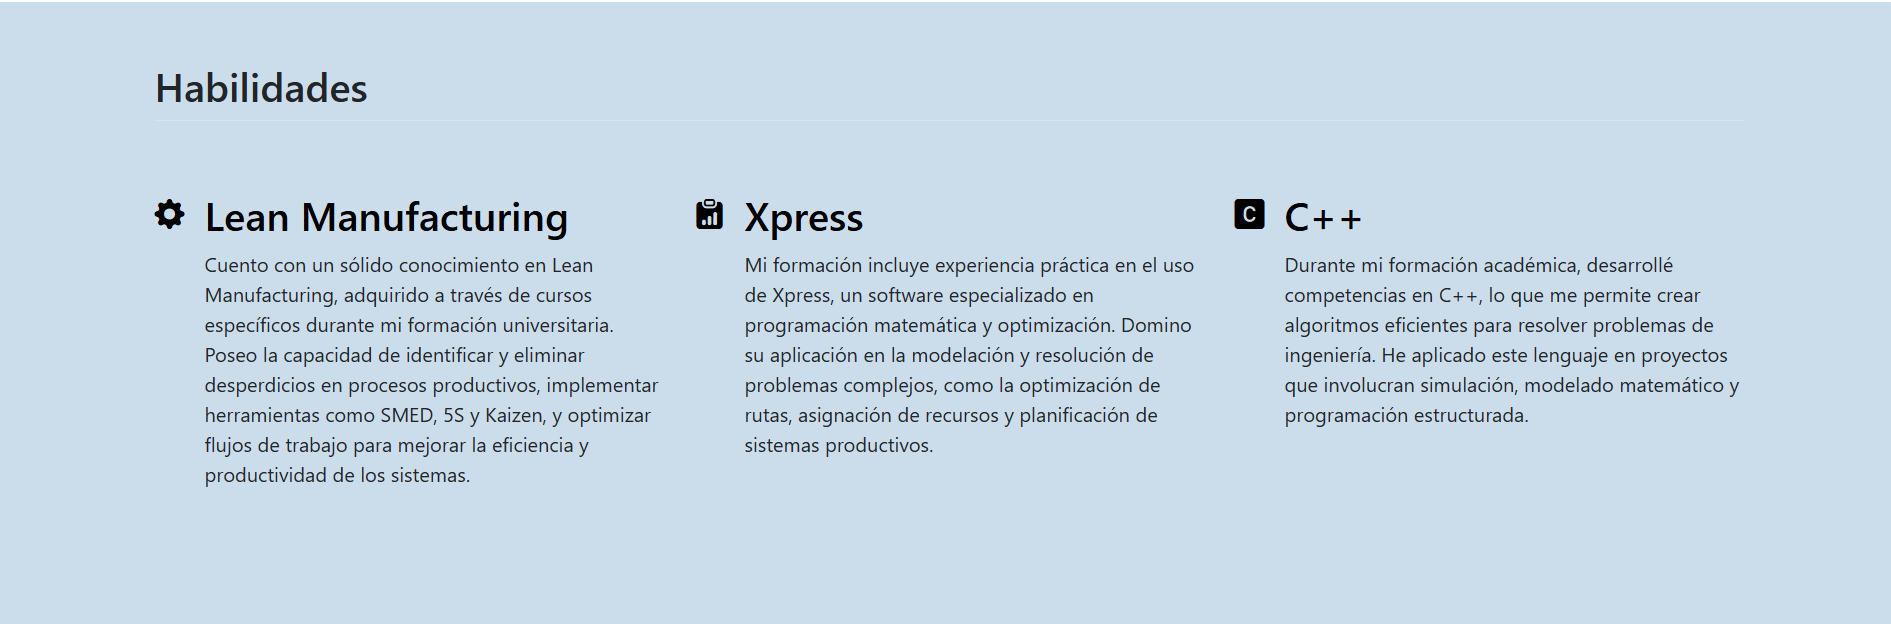 Habilidades
Lean Manufacturing
Cuento con un sólido conocimiento en Lean
Manufacturing, adquirido a través de cursos
específicos durante mi formación universitaria.
Poseo la capacidad de identificar y eliminar
desperdicios en procesos productivos, implementar
herramientas como SMED, 5S y Kaizen, y optimizar
flujos de trabajo para mejorar la eficiencia y
productividad de los sistemas.
Xpress
Mi formación incluye experiencia práctica en el uso
de Xpress, un software especializado en
programación matemática y optimización. Domino
su aplicación en la modelación y resolución de
problemas complejos, como la optimización de
rutas, asignación de recursos y planificación de
sistemas productivos.
C
C++
Durante mi formación académica, desarrollé
competencias en C++, lo que me permite crear
algoritmos eficientes para resolver problemas de
ingeniería. He aplicado este lenguaje en proyectos
que involucran simulación, modelado matemático y
programación estructurada.